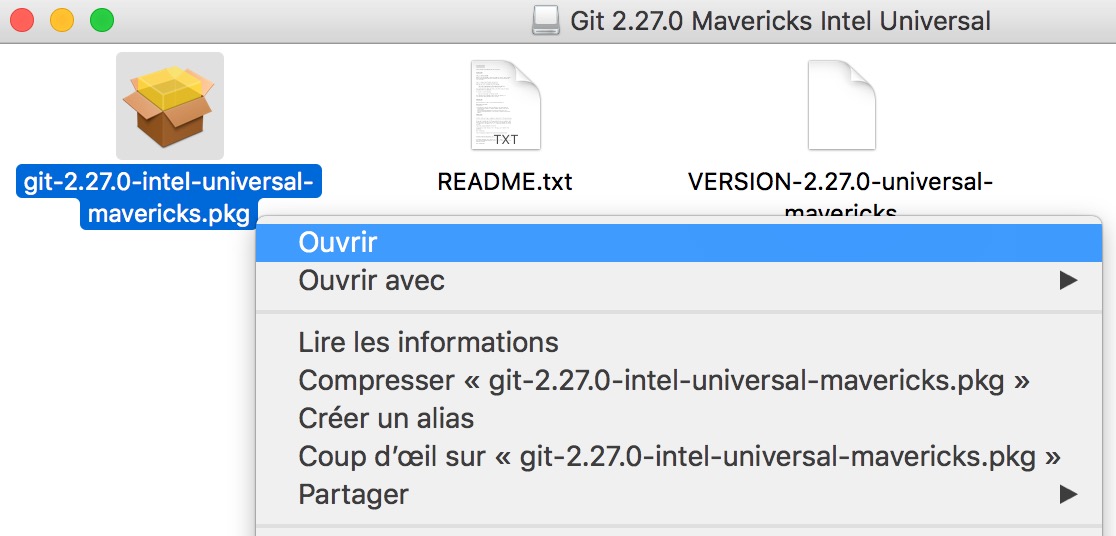 Git 2.27.0 Mavericks Intel Universal
TXT
git-2.27.0-intel-universal-
mavericks.pkg
README.txt
VERSION-2.27.0-universal-
mavericks
Ouvrir
Ouvrir avec
Lire les informations
Compresser « git-2.27.0-intel-universal-mavericks.pkg »
Créer un alias
Coup d’œil sur « git-2.27.0-intel-universal-mavericks.pkg »
Partager